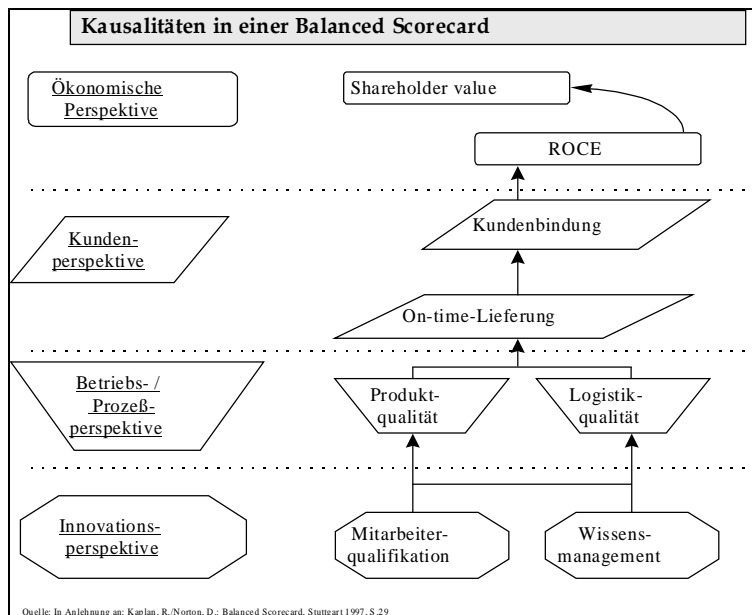 Kausalitäten in einer Balanced Scorecard
Ökonomische
Perspektive
Shareholder value
ROCE
Kunden-
perspektive
Kundenbindung
On-time-Lieferung
Betriebs- /
Prozeß-
perspektive
Produkt-
qualität
Logistik-
qualität
Innovations-
perspektive
Mitarbeiter-
qualifikation
Wissens-
management
Quelle: In Anlehnung an: Kaplan, R./Norton, D.: Balanced Scorecard, Stuttgart 1997, S.29